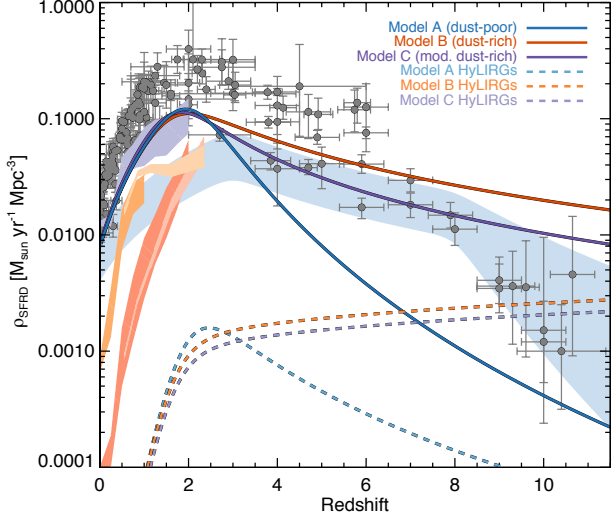 1.0000
0.1000
0.0100
0.0010
0.0001
ρSFRD [Msun yr-1 Mpc-3]
Model A (dust-poor)
Model B (dust-rich)
Model C (mod. dust-rich)
Model A HyLIRGs
Model B HyLIRGs
Model C HyLIRGs
0 2 4 6 8 10
Redshift